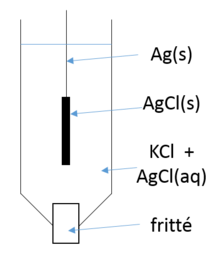 Ag(s)
AgCl(s)
KCl +
AgCl(aq)
fritté